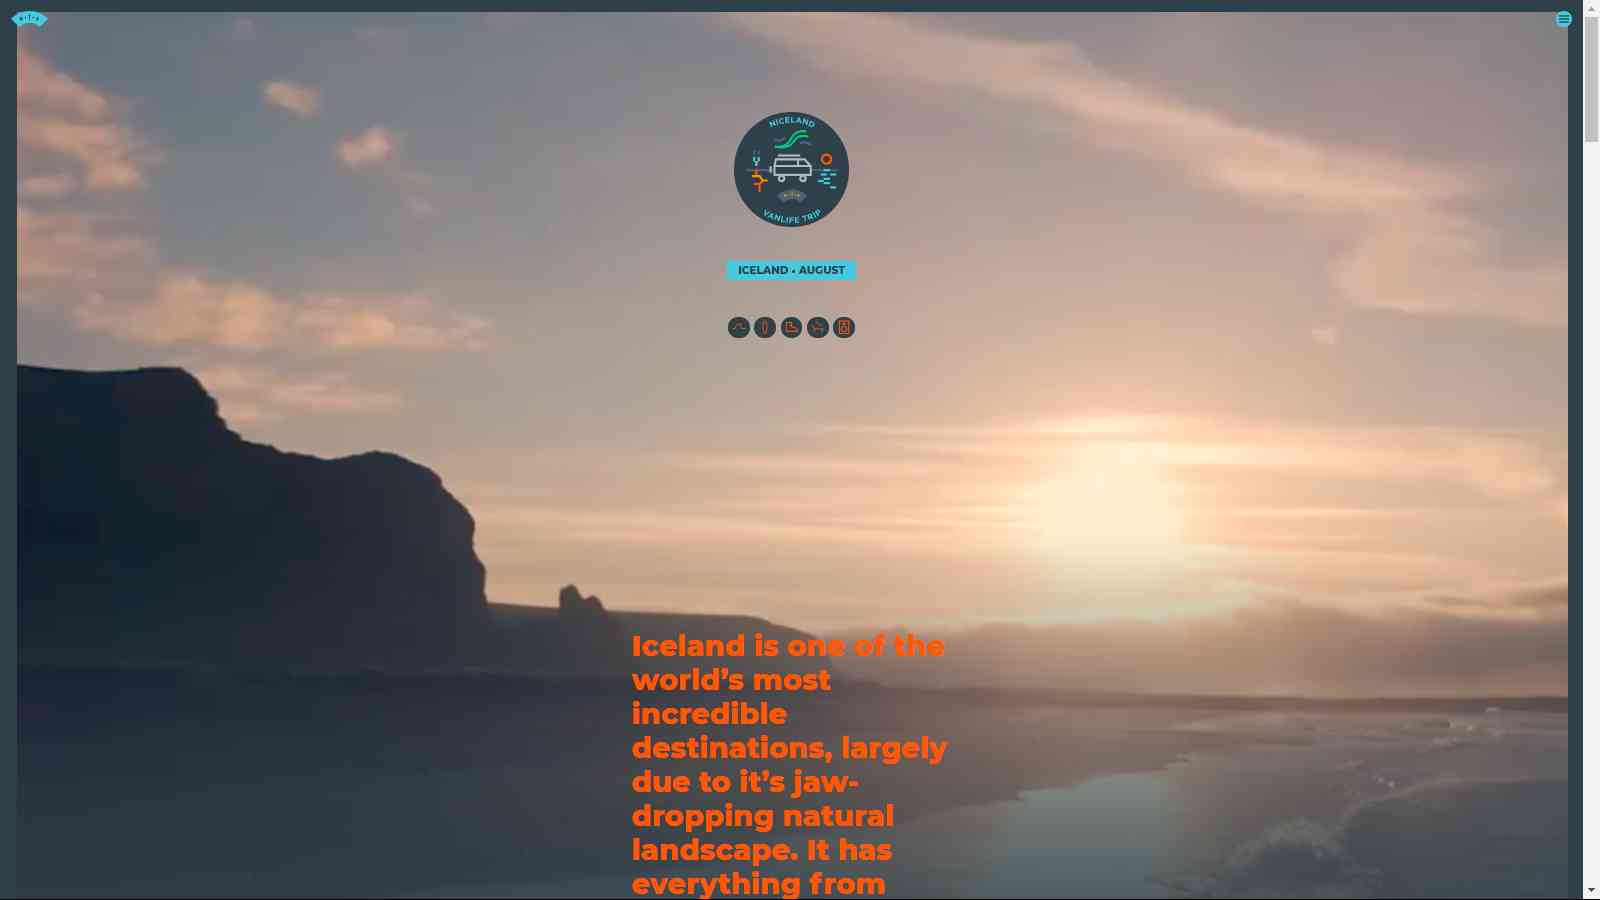 NICELAND
VANLIFE TRIP
ICELAND • AUGUST
Iceland is one of the
world’s most
incredible
destinations, largely
due to it’s jaw-
dropping natural
landscape. It has
everything from